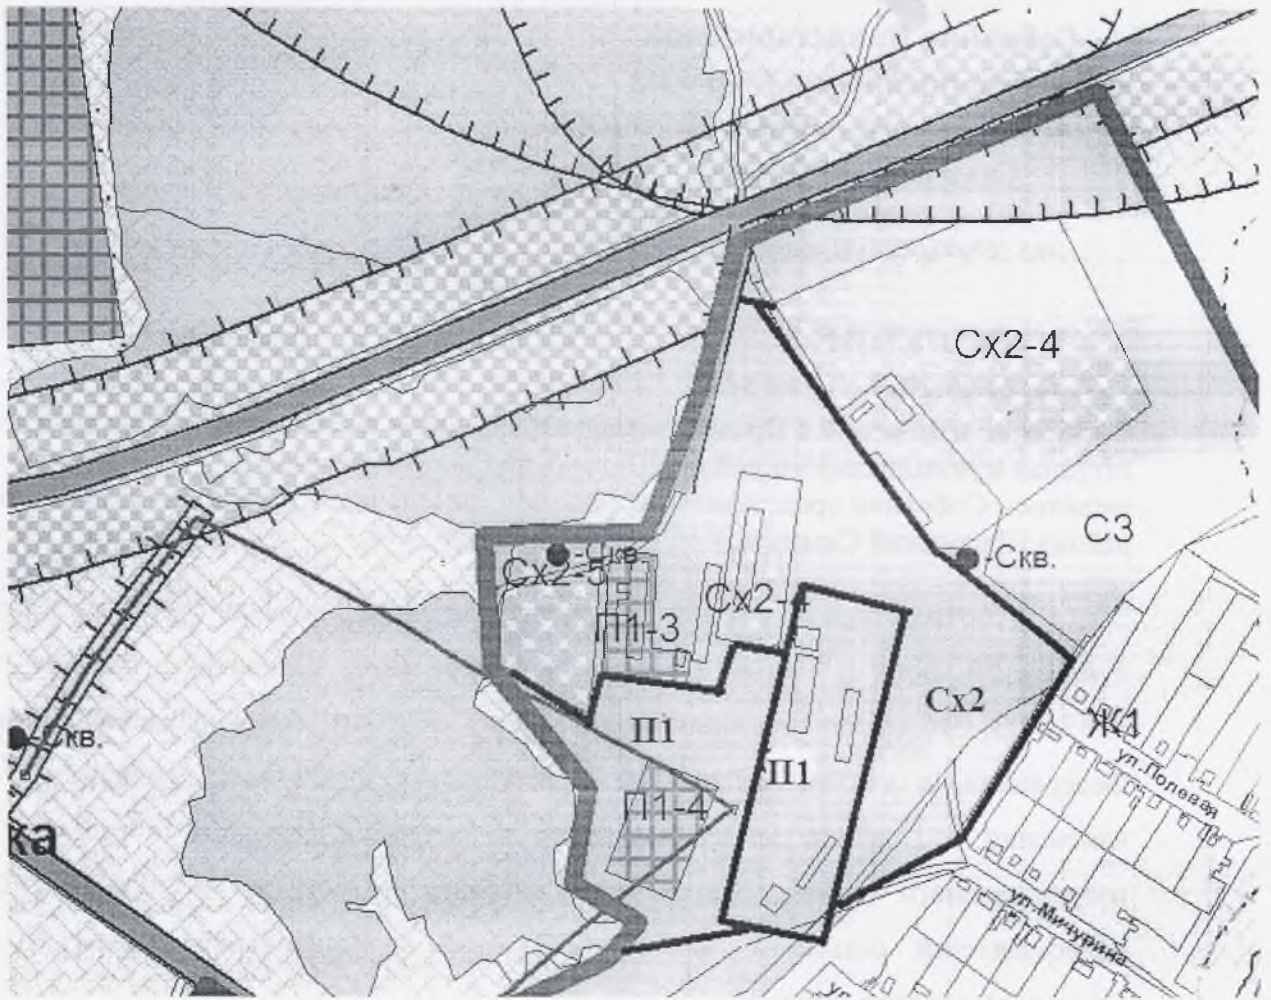 Сх2-4
С3
-Скв.
-Скв.
Сх2-5
Сх2-4
П1-3
Сх2
П1
Ж1
-Скв.
ул.Полевая
П1
П1-4
ка
ул.Мичурина
ул